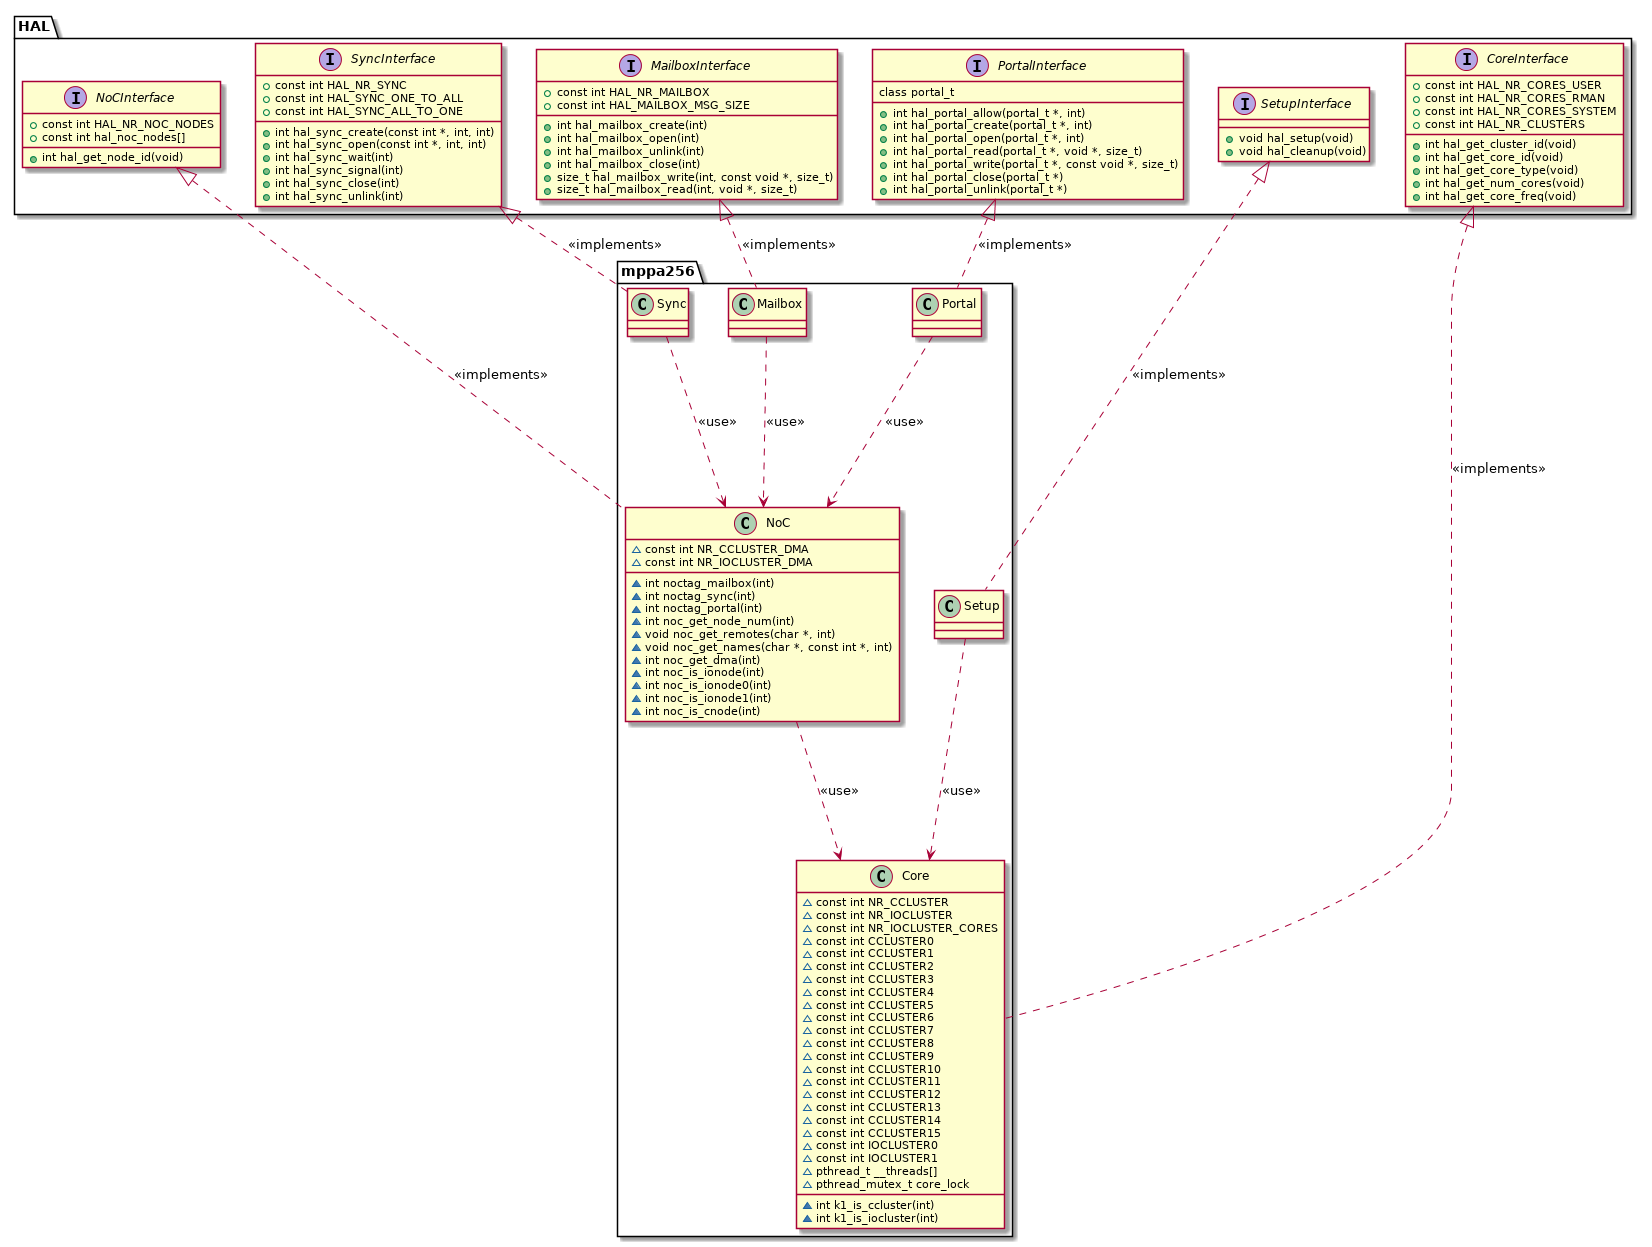 HAL
NoCInterface
const int HAL_NR_NOC_NODES
const int hal_noc_nodes[]
int hal_get_node_id(void)
SyncInterface
const int HAL_NR_SYNC
const int HAL_SYNC_ONE_TO_ALL
const int HAL_SYNC_ALL_TO_ONE
int hal_sync_create(const int *, int, int)
int hal_sync_open(const int *, int, int)
int hal_sync_wait(int)
int hal_sync_signal(int)
int hal_sync_close(int)
int hal_sync_unlink(int)
MailboxInterface
const int HAL_NR_MAILBOX
const int HAL_MAILBOX_MSG_SIZE
int hal_mailbox_create(int)
int hal_mailbox_open(int)
int hal_mailbox_unlink(int)
int hal_mailbox_close(int)
size_t hal_mailbox_write(int, const void *, size_t)
size_t hal_mailbox_read(int, void *, size_t)
PortalInterface
class portal_t
int hal_portal_allow(portal_t *, int)
int hal_portal_create(portal_t *, int)
int hal_portal_open(portal_t *, int)
int hal_portal_read(portal_t *, void *, size_t)
int hal_portal_write(portal_t *, const void *, size_t)
int hal_portal_close(portal_t *)
int hal_portal_unlink(portal_t *)
SetupInterface
void hal_setup(void)
void hal_cleanup(void)
CoreInterface
const int HAL_NR_CORES_USER
const int HAL_NR_CORES_RMAN
const int HAL_NR_CORES_SYSTEM
const int HAL_NR_CLUSTERS
int hal_get_cluster_id(void)
int hal_get_core_id(void)
int hal_get_core_type(void)
int hal_get_num_cores(void)
int hal_get_core_freq(void)
«implements»
«implements»
«implements»
mppa256
Sync
Mailbox
Portal
«implements»
«implements»
«use»
«use»
«use»
«implements»
NoC
const int NR_CCLUSTER_DMA
const int NR_IOCLUSTER_DMA
int noctag_mailbox(int)
int noctag_sync(int)
int noctag_portal(int)
int noc_get_node_num(int)
void noc_get_remotes(char *, int)
void noc_get_names(char *, const int *, int)
int noc_get_dma(int)
int noc_is_ionode(int)
int noc_is_ionode0(int)
int noc_is_ionode1(int)
int noc_is_cnode(int)
Setup
«use»
«use»
Core
const int NR_CCLUSTER
const int NR_IOCLUSTER
const int NR_IOCLUSTER_CORES
const int CCLUSTER0
const int CCLUSTER1
const int CCLUSTER2
const int CCLUSTER3
const int CCLUSTER4
const int CCLUSTER5
const int CCLUSTER6
const int CCLUSTER7
const int CCLUSTER8
const int CCLUSTER9
const int CCLUSTER10
const int CCLUSTER11
const int CCLUSTER12
const int CCLUSTER13
const int CCLUSTER14
const int CCLUSTER15
const int IOCLUSTER0
const int IOCLUSTER1
pthread_t __threads[]
pthread_mutex_t core_lock
int k1_is_ccluster(int)
int k1_is_iocluster(int)